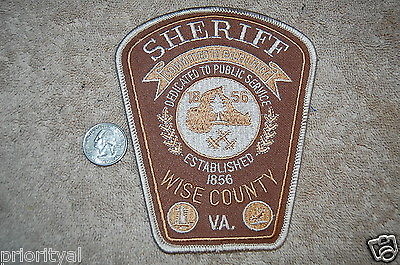 SHERIFF
DEDICATED TO PUBLIC SERVICE
18 56
ESTABLISHED
1856
WISE COUNTY
VA.
priorityal